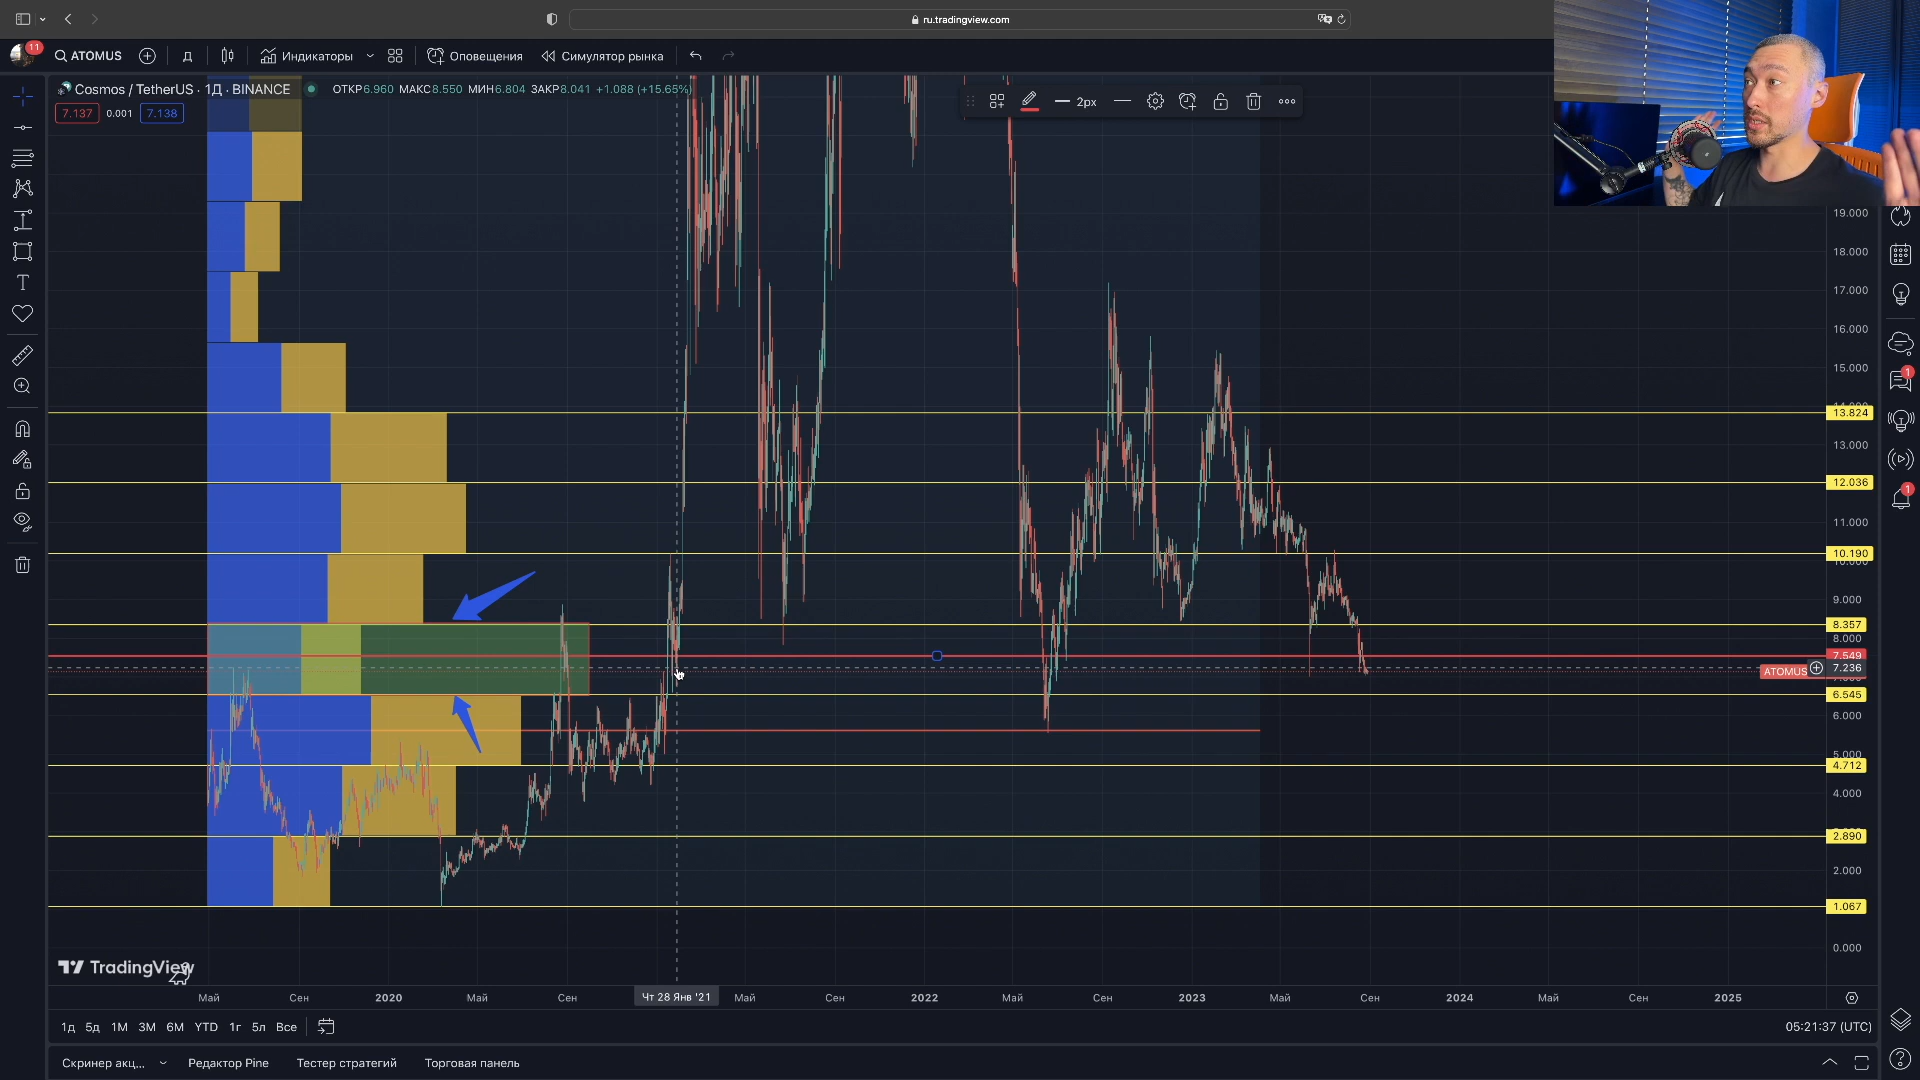 ru.tradingview.com
11
ATOMUS
Д
Индикаторы
Оповещения
Симулятор рынка
Cosmos / TetherUS · 1Д · BINANCE
ОТКР6.960 МАКС8.550 МИН6.804 ЗАКР8.041 +1.088 (+15.65%)
7.137 0.001 7.138
2px
19.000
18.000
17.000
16.000
15.000
13.824
13.000
12.036
11.000
10.190
10.000
9.000
8.357
8.000
7.549
7.236
ATOMUS
6.545
6.000
5.000
4.712
4.000
2.890
2.000
1.067
0.000
1
1
TradingView
Май
Сен
2020
Май
Сен
Чт 28 Янв '21
Май
Сен
2022
Май
Сен
2023
Май
Сен
2024
Май
Сен
2025
1д 5д 1М 3М 6М YTD 1г 5л Все
05:21:37 (UTC)
Скринер акц...
Редактор Pine
Тестер стратегий
Торговая панель